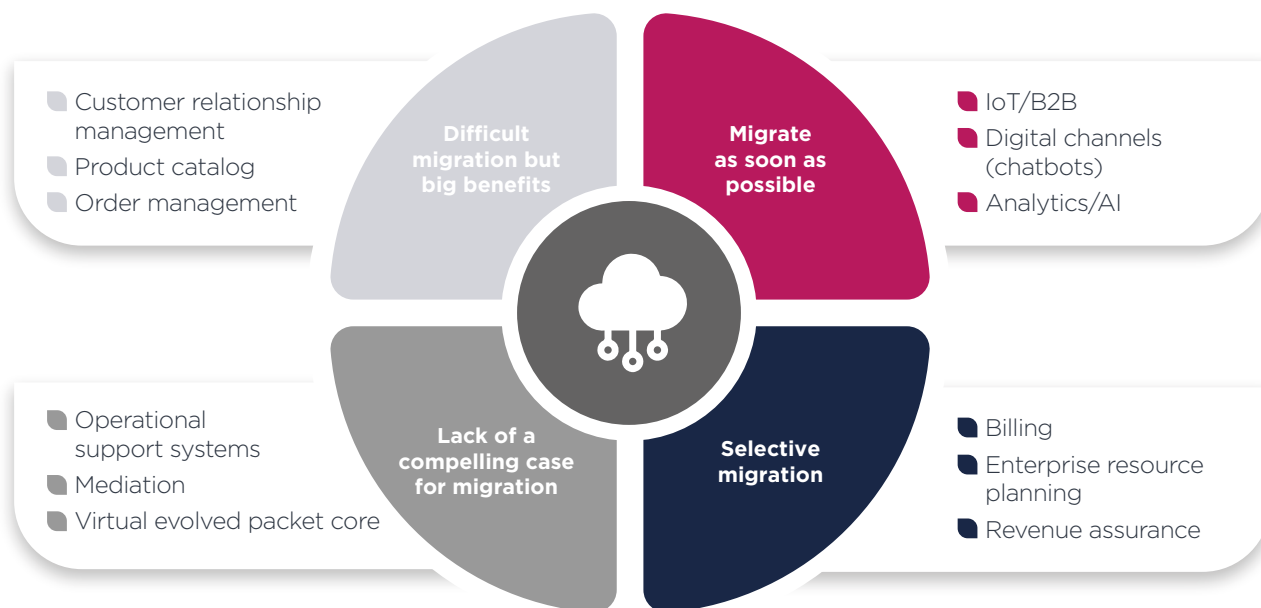 Customer relationship
management
Product catalog
Order management
Difficult
migration but
big benefits
Migrate
as soon as
possible
IoT/B2B
Digital channels
(chatbots)
Analytics/AI
Operational
support systems
Mediation
Virtual evolved packet core
Lack of a
compelling case
for migration
Selective
migration
Billing
Enterprise resource
planning
Revenue assurance